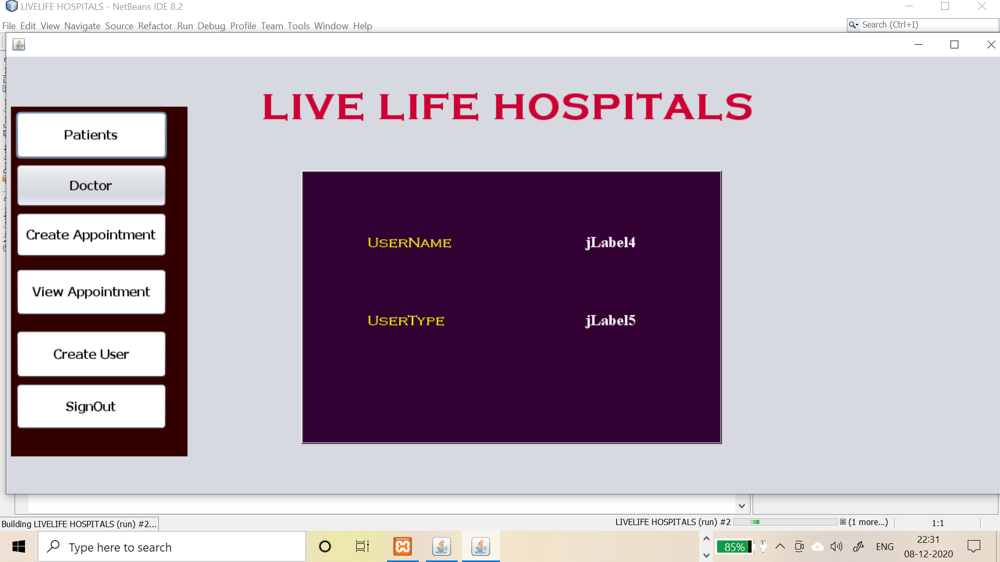 LIVELIFE HOSPITALS - NetBeans IDE 8.2
File Edit View Navigate Source Refactor Run Debug Profile Team Tools Window Help
Search (Ctrl+I)
LIVE LIFE HOSPITALS
Patients
Doctor
Create Appointment
View Appointment
Create User
SignOut
UserName jLabel4
UserType jLabel5
Building LIVELIFE HOSPITALS (run) #2...
LIVELIFE HOSPITALS (run) #2 (1 more...) 1:1
Type here to search
85%
ENG
22:31
08-12-2020